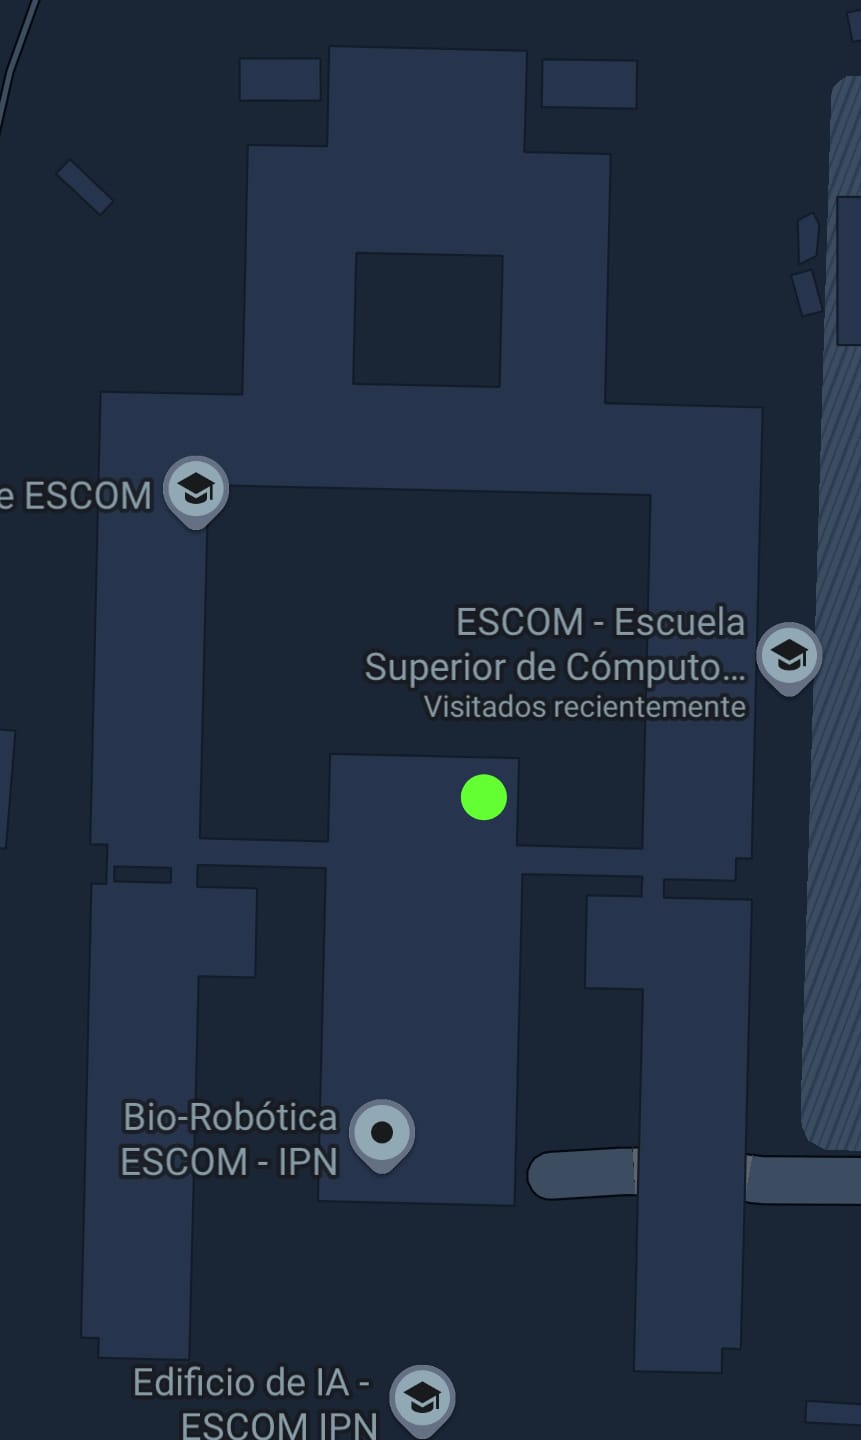 e ESCOM
ESCOM - Escuela
Superior de Cómputo...
Visitados recientemente
Bio-Robótica
ESCOM - IPN
Edificio de IA -
ESCOM IPN